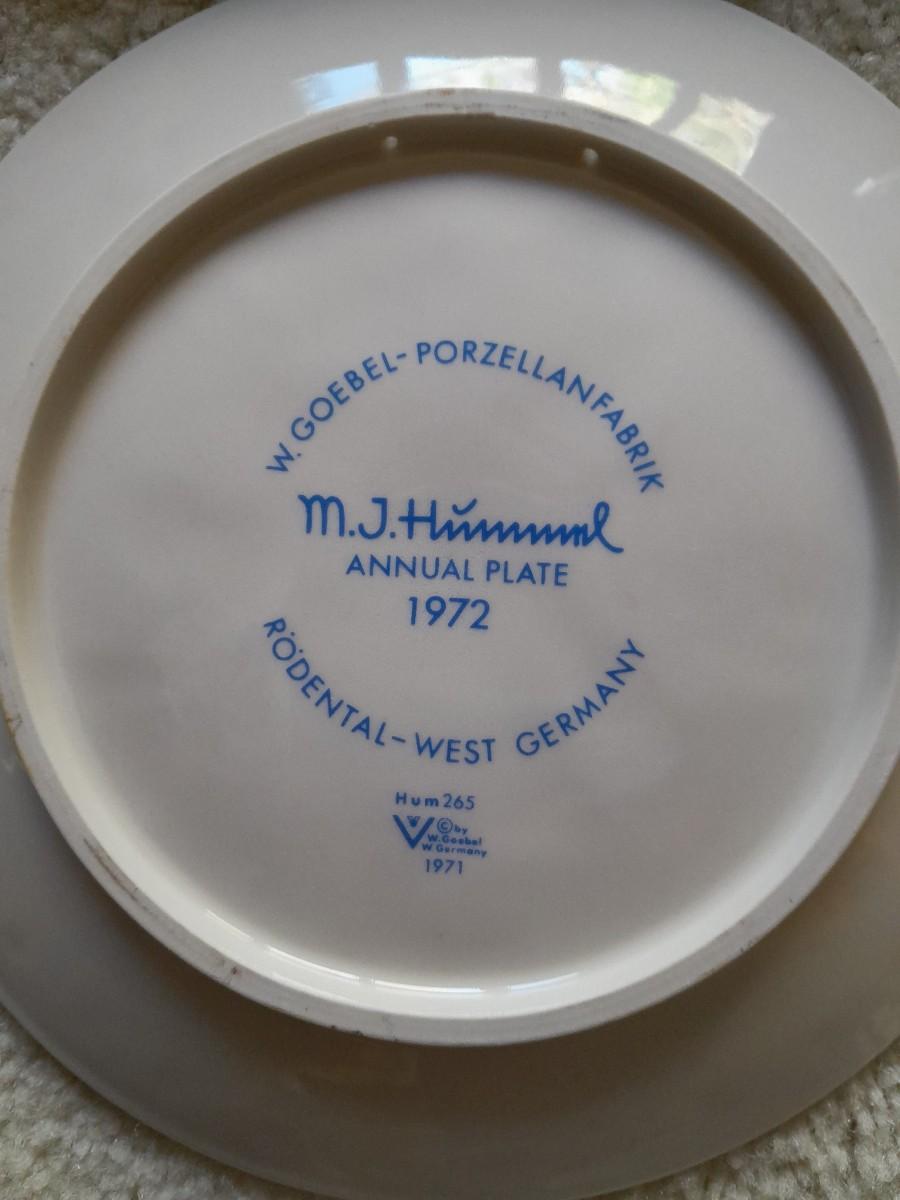 W. GOEBEL-PORZELLANFABRIK
M.J.Hummel
ANNUAL PLATE
1972
RÖDENTAL-WEST GERMANY
Hum 265
© by
W. Goebel
W. Germany
1971